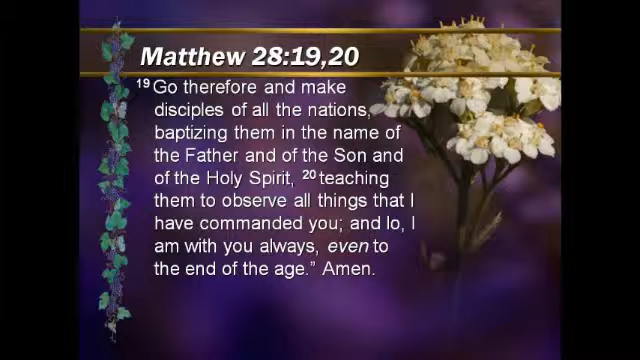 Matthew 28:19,20
19 Go therefore and make
disciples of all the nations,
baptizing them in the name of
the Father and of the Son and
of the Holy Spirit, 20 teaching
them to observe all things that I
have commanded you; and lo, I
am with you always, even to
the end of the age.” Amen.